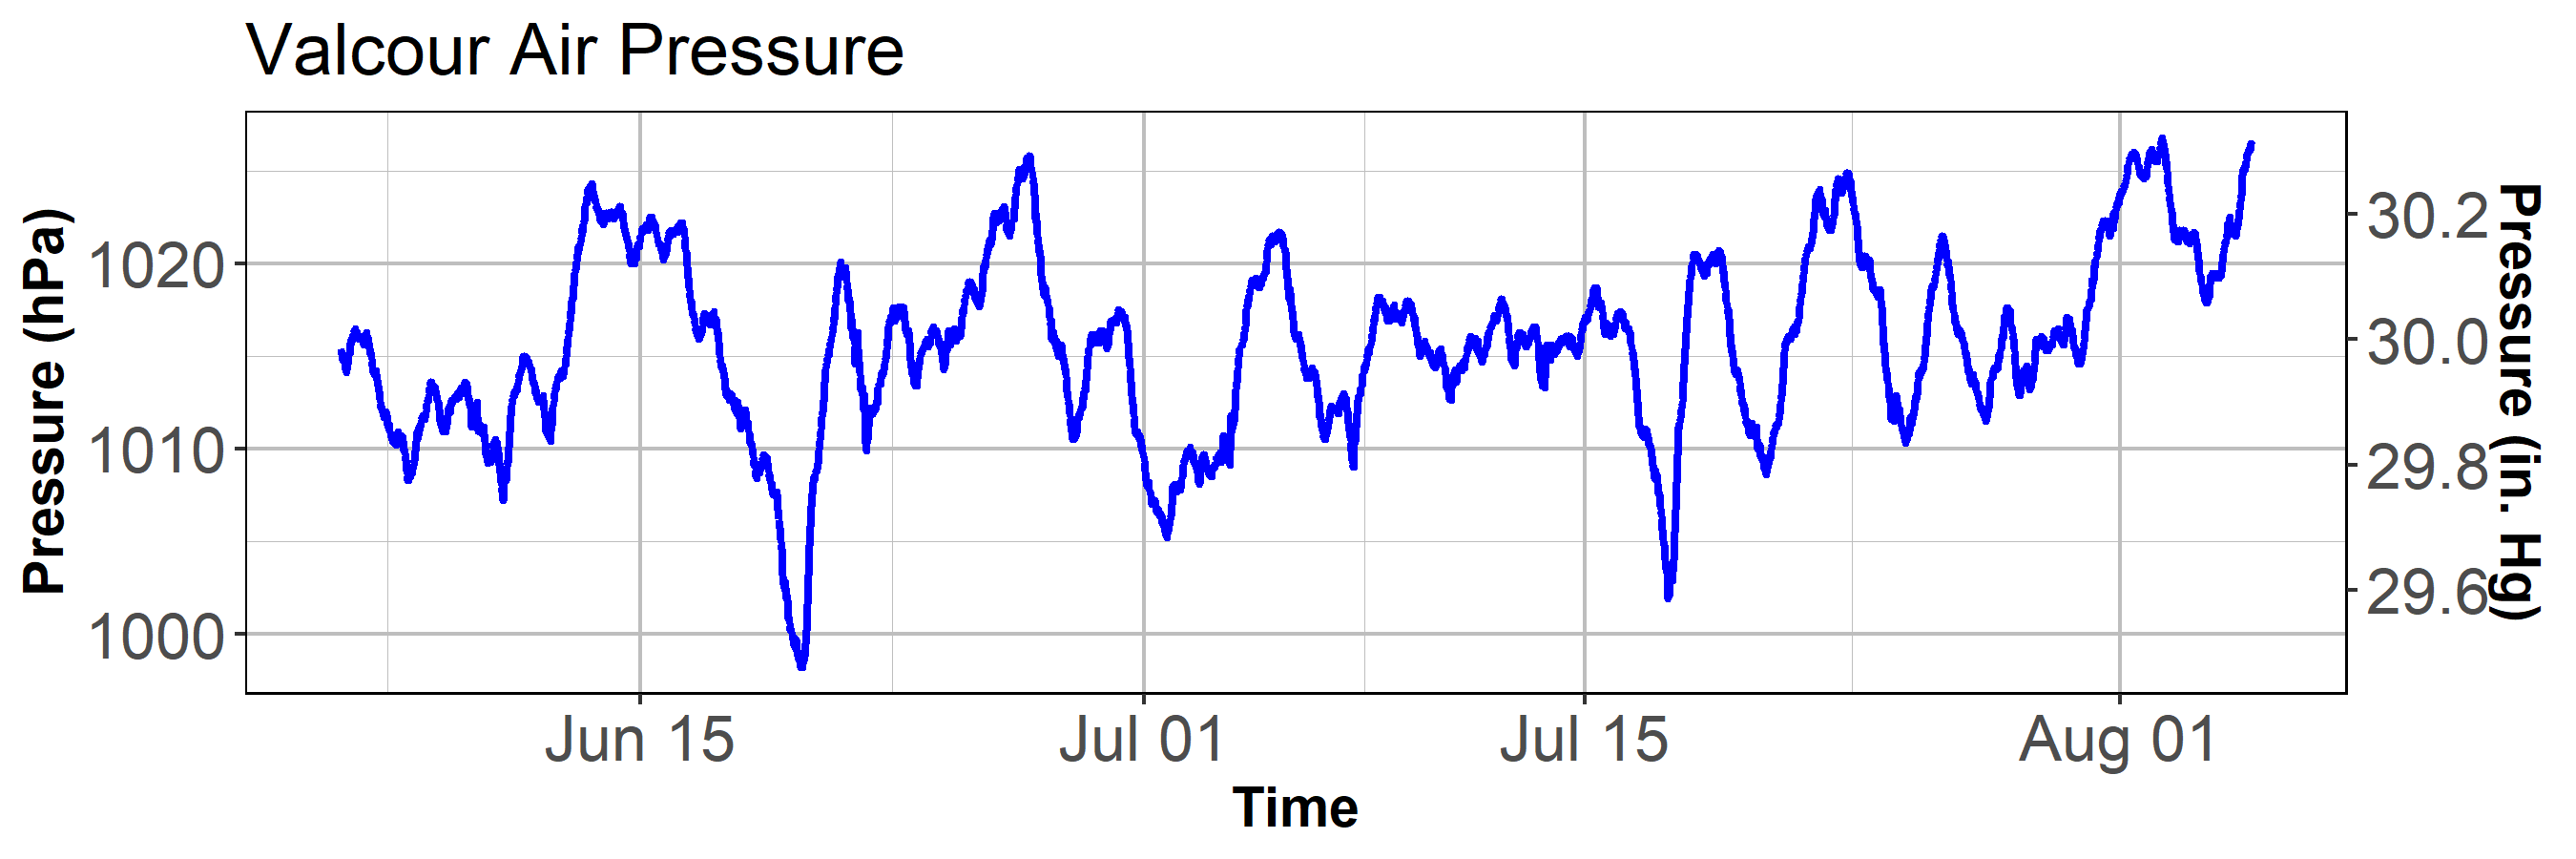 Valcour Air Pressure
Pressure (hPa)
1020
1010
1000
30.2
30.0
29.8
29.6
Pressure (in. Hg)
Jun 15
Jul 01
Jul 15
Aug 01
Time